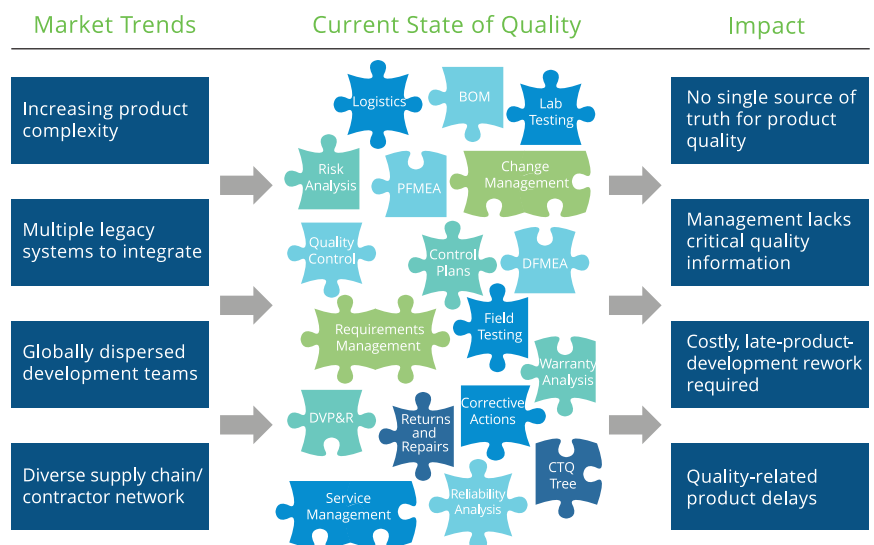 Market Trends
Current State of Quality
Impact
Increasing product
complexity
Multiple legacy
systems to integrate
Globally dispersed
development teams
Diverse supply chain/
contractor network
Logistics
BOM
Lab
Testing
Risk
Analysis
PFMEA
Change
Management
Quality
Control
Control
Plans
DFMEA
Requirements
Management
Field
Testing
Warranty
Analysis
DVP&R
Returns
and
Repairs
Corrective
Actions
CTQ
Tree
Service
Management
Reliability
Analysis
No single source of
truth for product
quality
Management lacks
critical quality
information
Costly, late-product-
development rework
required
Quality-related
product delays